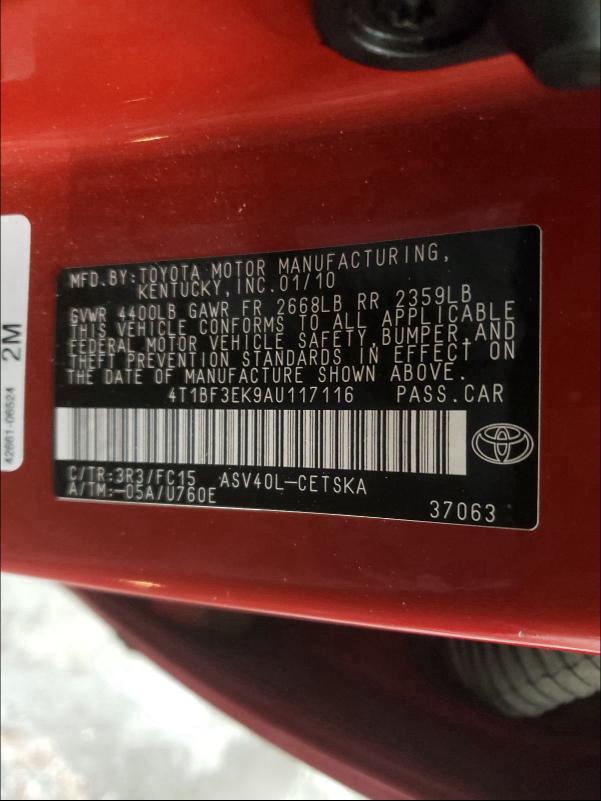 MFD.BY:TOYOTA MOTOR MANUFACTURING,
KENTUCKY, INC.01/10
GVWR 4400LB GAWR FR 2668LB RR 2359LB
THIS VEHICLE CONFORMS TO ALL APPLICABLE
FEDERAL MOTOR VEHICLE SAFETY,BUMPER,AND
THEFT PREVENTION STANDARDS IN EFFECT ON
THE DATE OF MANUFACTURE SHOWN ABOVE.
4T1BF3EK9AU117116 PASS.CAR
C/TR:3R3/FC15 ASV40L-CETSKA
A/TM:-05A/U760E
37063
2M
42661-06524